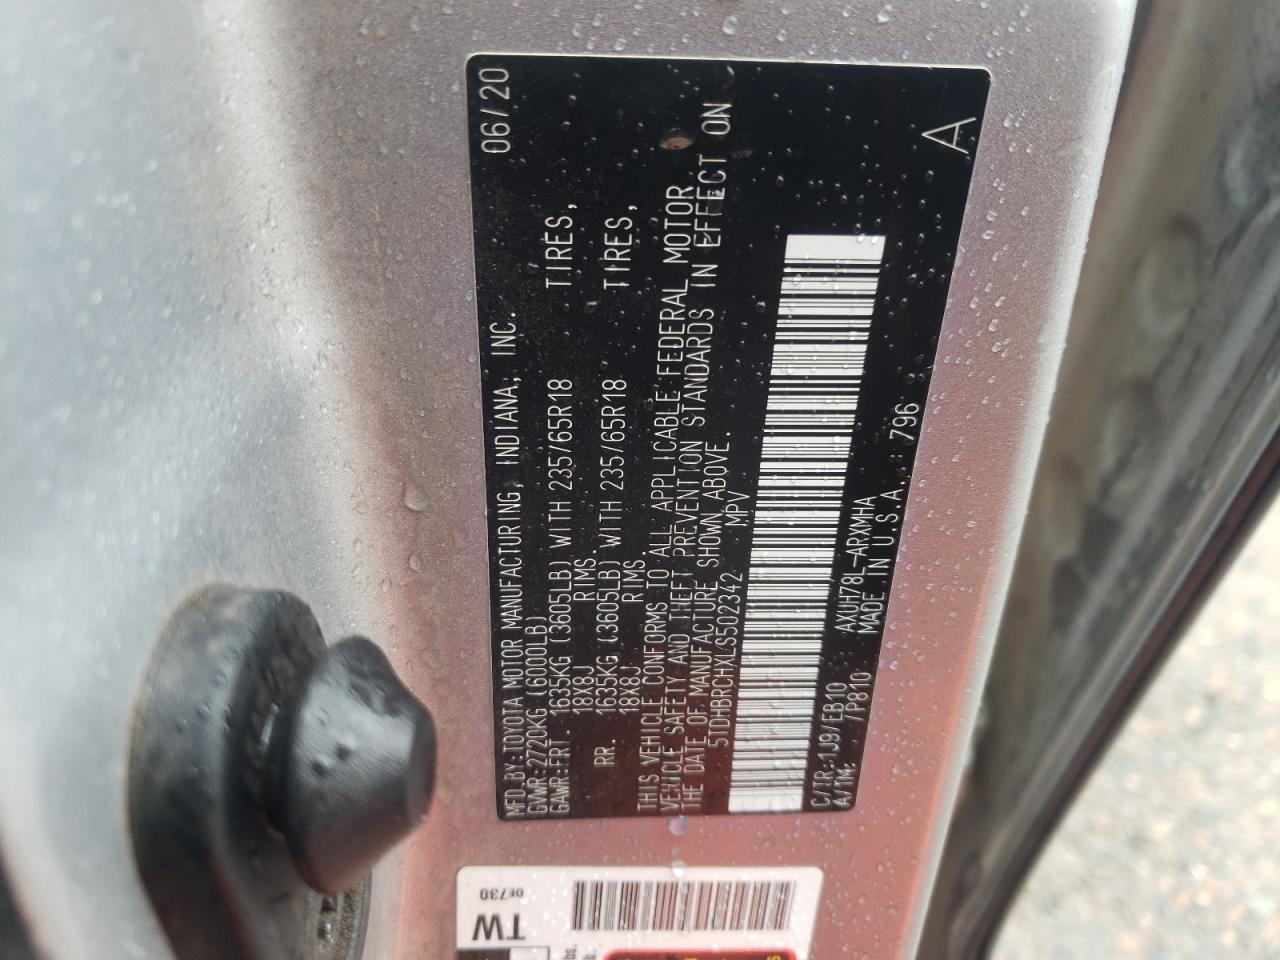 MFD.BY:TOYOTA MOTOR MANUFACTURING, INDIANA, INC. 06/20
GVWR:2720KG (6000LB)
GAWR:FRT. 1635KG (3605LB) WITH 235/65R18 TIRES,
18X8J RIMS.
RR. 1635KG (3605LB) WITH 235/65R18 TIRES,
18X8J RIMS.
THIS VEHICLE CONFORMS TO ALL APPLICABLE FEDERAL MOTOR
VEHICLE SAFETY AND THEFT PREVENTION STANDARDS IN EFFECT ON
THE DATE OF MANUFACTURE SHOWN ABOVE.
5TDHBRCHXLS502342 MPV
C/TR:1J9/EB10 AXUH78L-ARXMHA
A/TM: /P810 MADE IN U.S.A. 796 A
TW
0E730